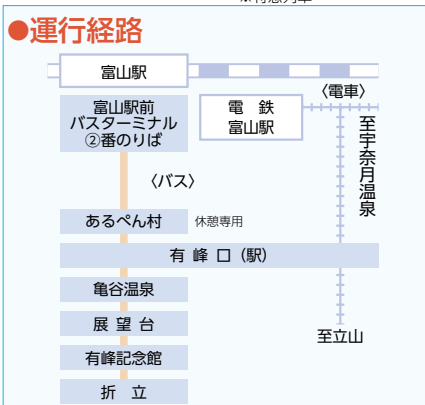 ●運行経路
富山駅
富山駅前
バスターミナル
②番のりば
電鉄
富山駅
〈電車〉
至宇奈月温泉
〈バス〉
あるぺん村
休憩専用
有峰口（駅）
亀谷温泉
展望台
至立山
有峰記念館
折立